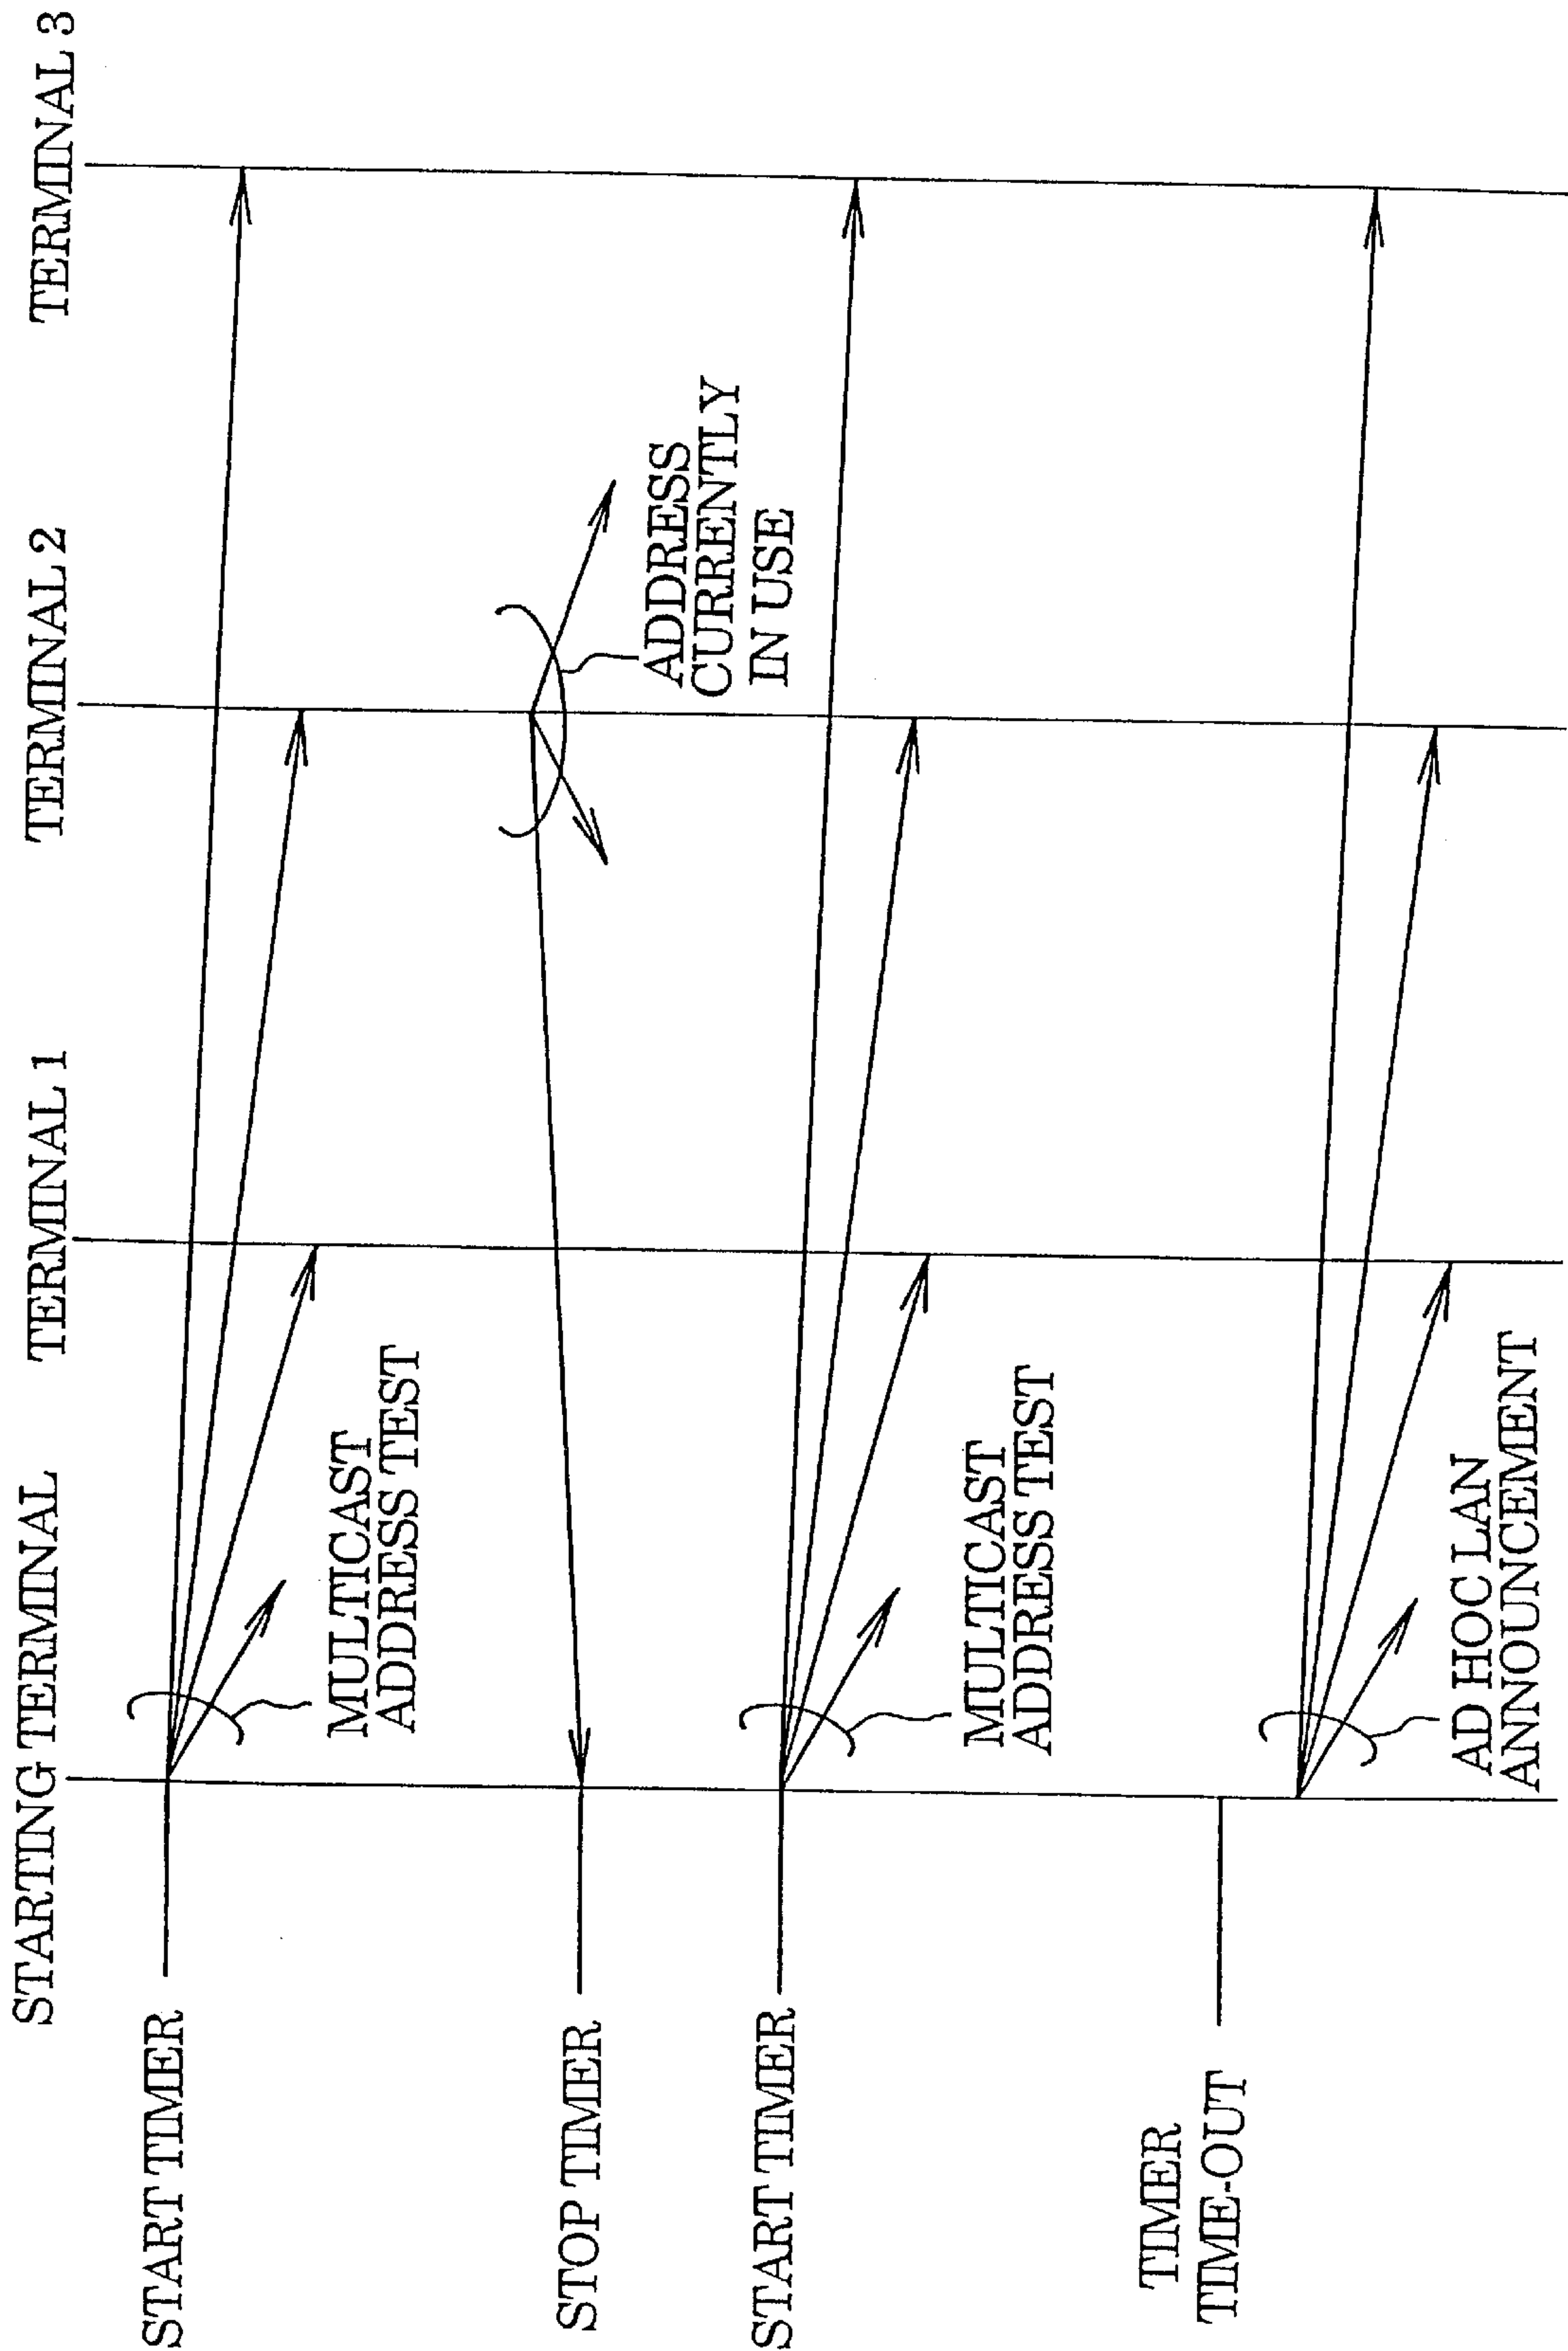 STARTING TERMINAL
TERMINAL 1
TERMINAL 2
TERMINAL 3
START TIMER
MULTICAST
ADDRESS TEST
STOP TIMER
ADDRESS
CURRENTLY
IN USE
START TIMER
MULTICAST
ADDRESS TEST
TIMER
TIME-OUT
AD HOC LAN
ANNOUNCEMENT